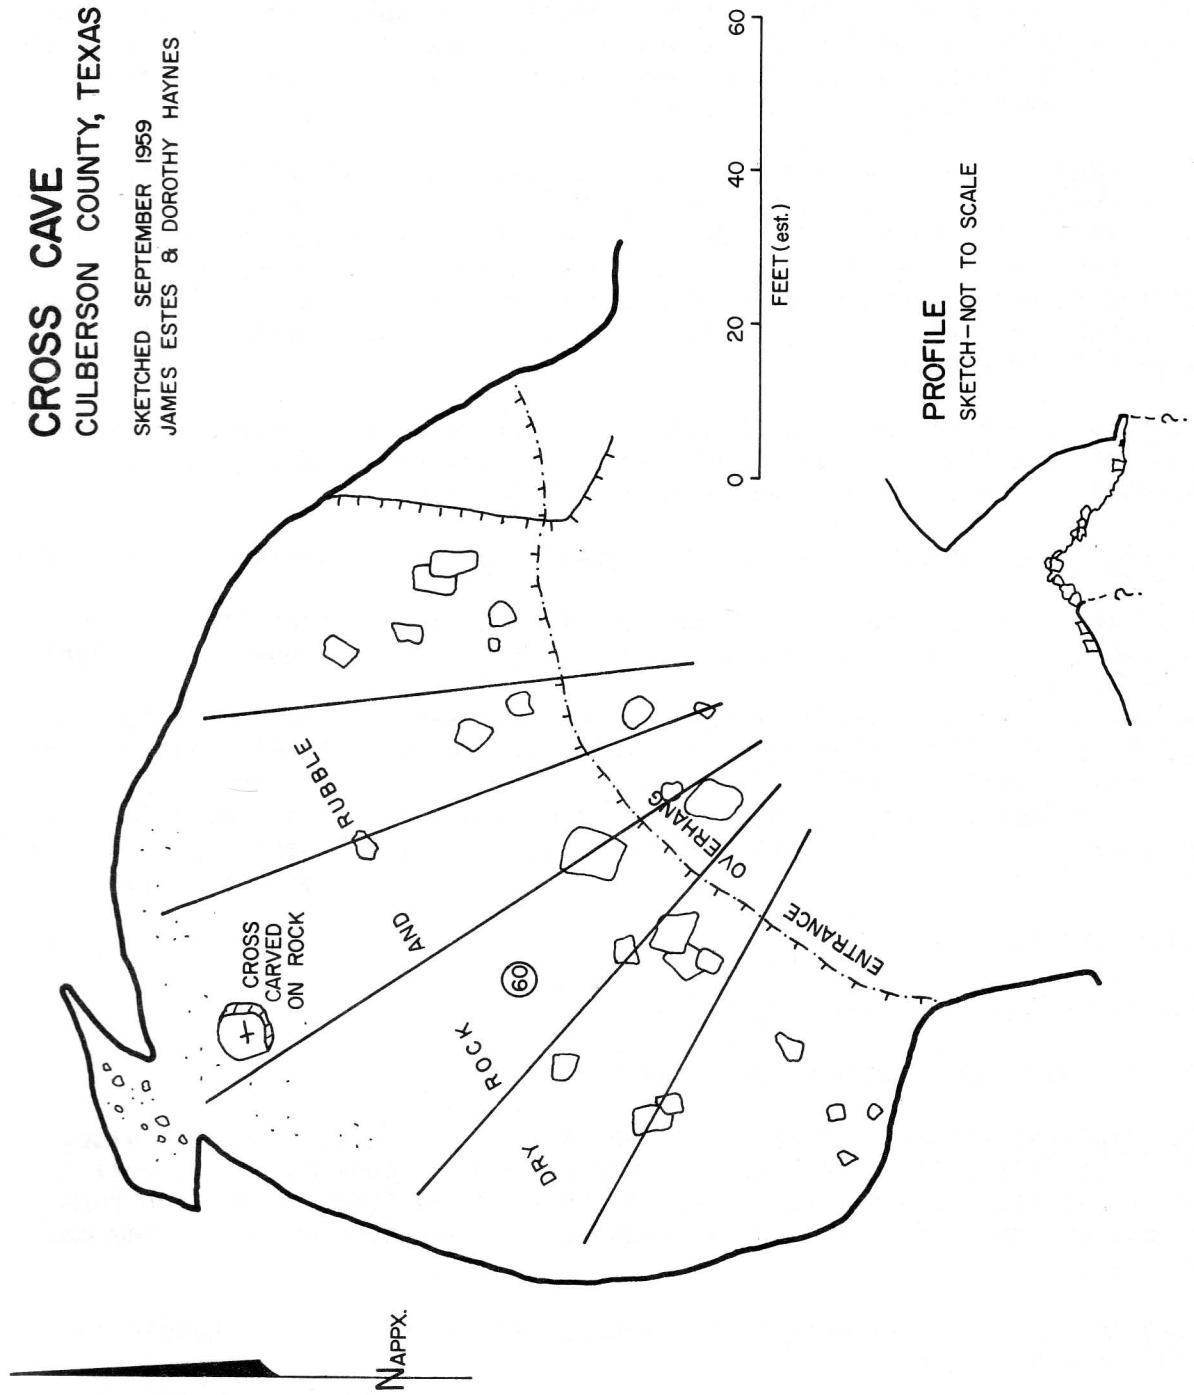 CROSS CAVE
CULBERSON COUNTY, TEXAS
SKETCHED SEPTEMBER 1959
JAMES ESTES & DOROTHY HAYNES
DRY ROCK AND RUBBLE
CROSS
CARVED
ON ROCK
60
ENTRANCE OVERHANG
0 20 40 60
FEET (est.)
PROFILE
SKETCH—NOT TO SCALE
?
?
N APPX.